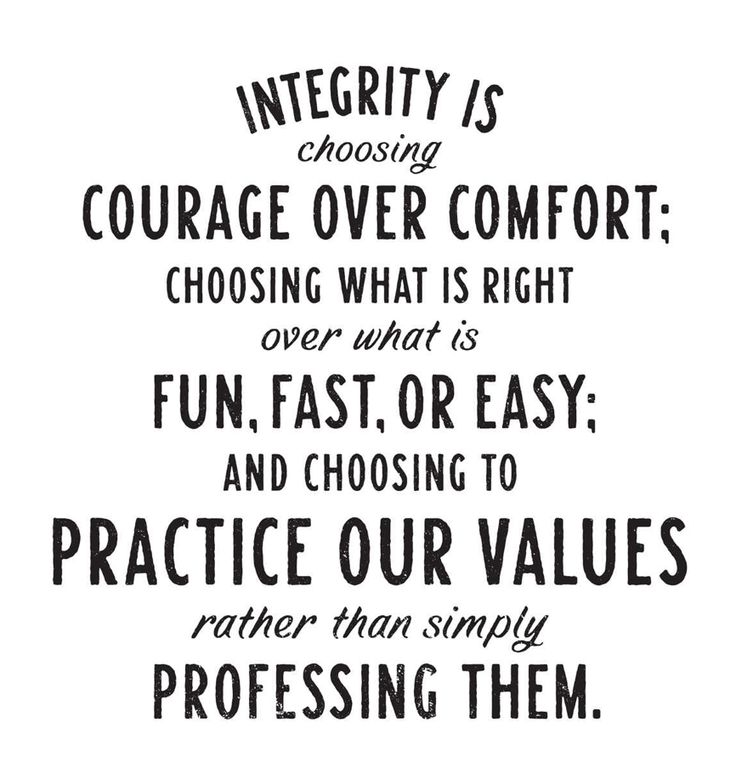 INTEGRITY IS
choosing
COURAGE OVER COMFORT;
CHOOSING WHAT IS RIGHT
over what is
FUN, FAST, OR EASY;
AND CHOOSING TO
PRACTICE OUR VALUES
rather than simply
PROFESSING THEM.